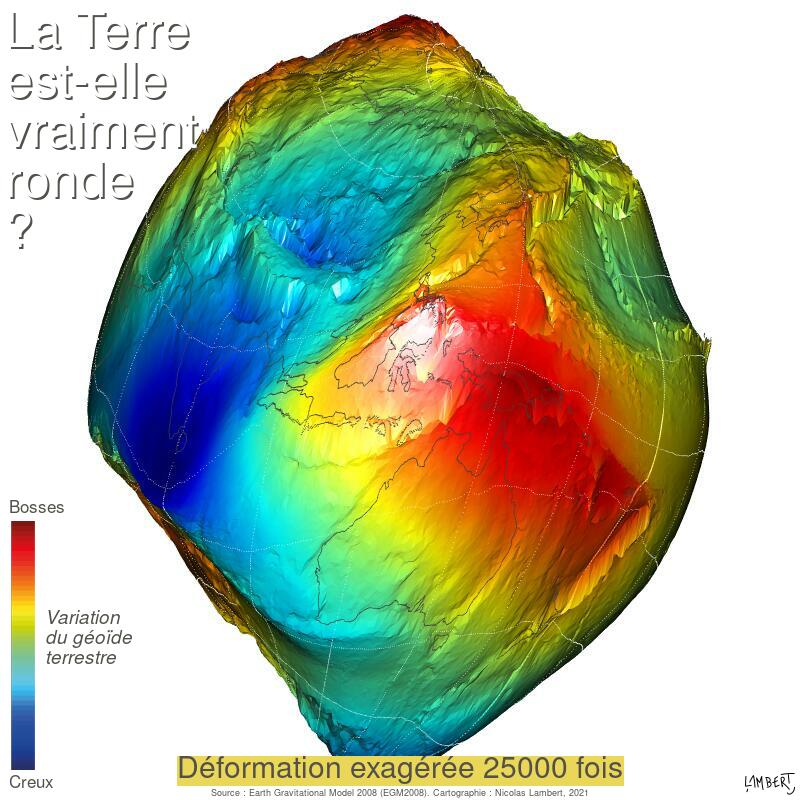 La Terre
est-elle
vraiment
ronde
?
Bosses
Variation
du géoïde
terrestre
Creux
Déformation exagérée 25000 fois
Source : Earth Gravitational Model 2008 (EGM2008). Cartographie : Nicolas Lambert, 2021
LAMBERT